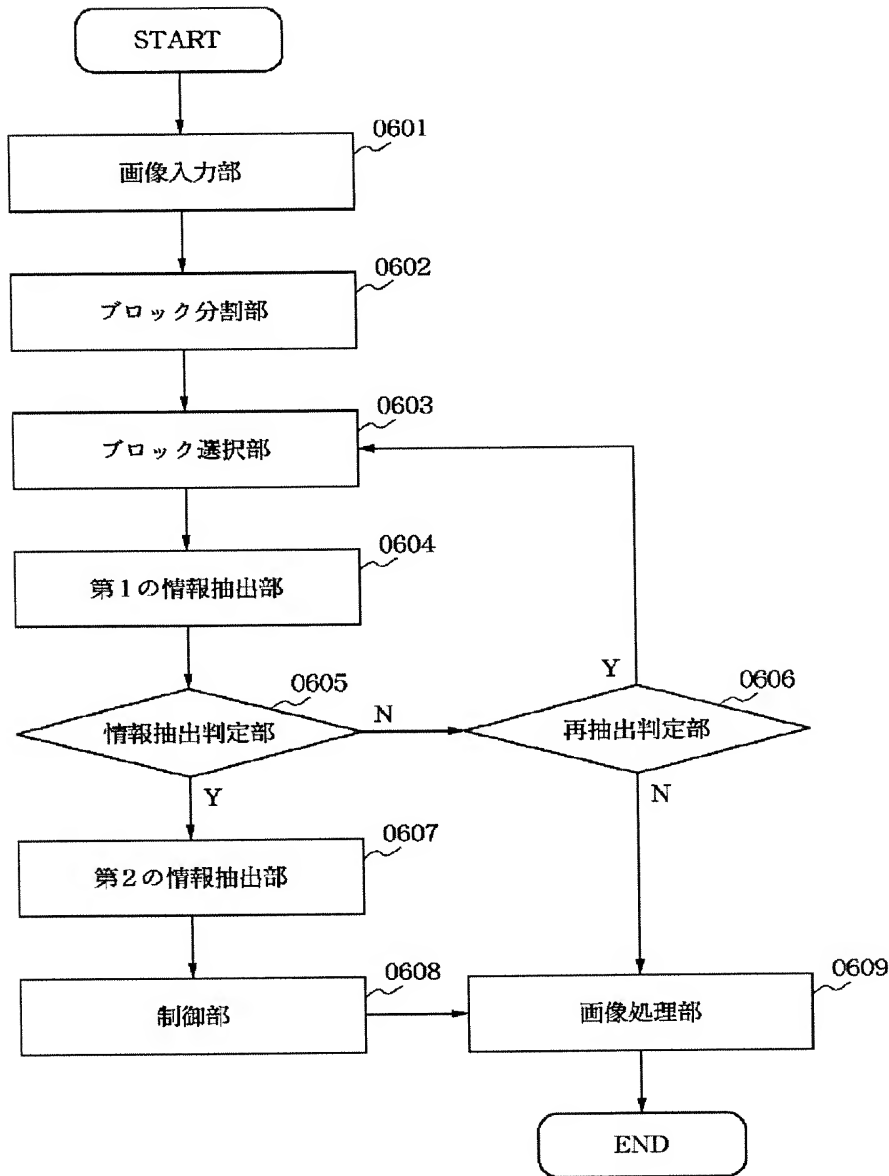 START
0601
画像入力部
0602
ブロック分割部
0603
ブロック選択部
0604
第1の情報抽出部
0605
情報抽出判定部
N
Y
0606
再抽出判定部
Y
N
0607
第2の情報抽出部
0608
制御部
0609
画像処理部
END